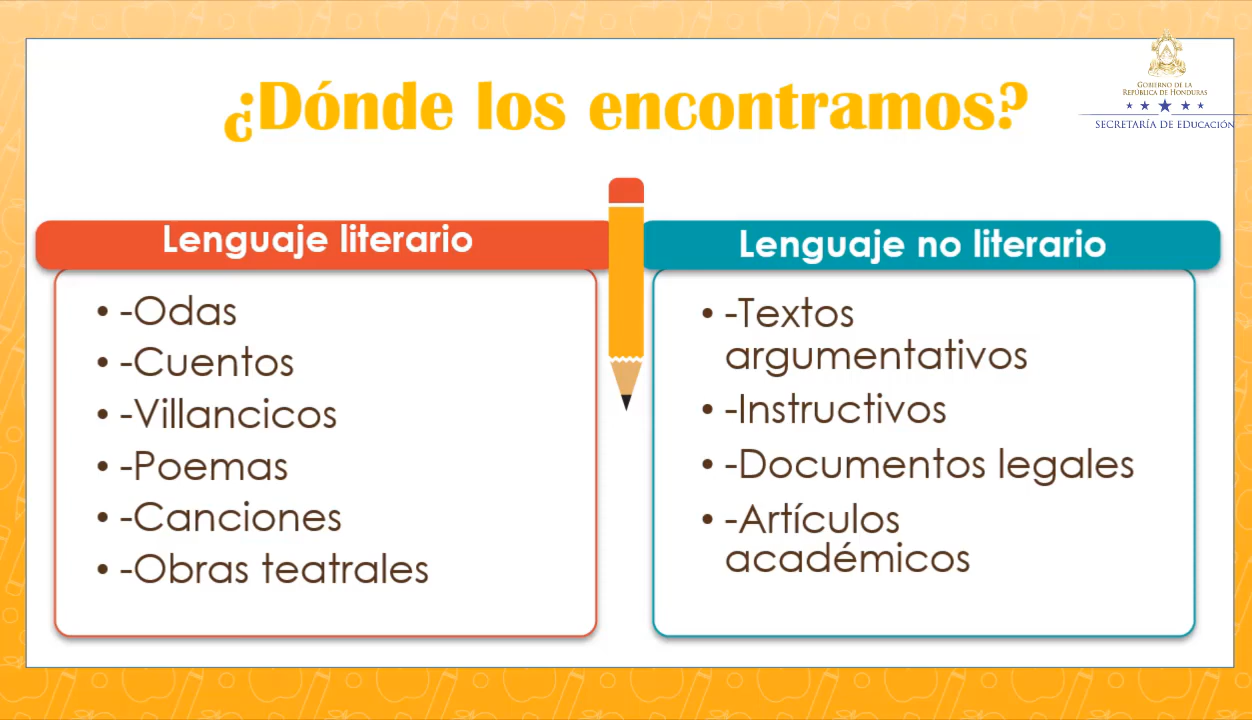 ¿Dónde los encontramos?
GOBIERNO DE LA
REPÚBLICA DE HONDURAS
SECRETARÍA DE EDUCACIÓN
Lenguaje literario
• -Odas
• -Cuentos
• -Villancicos
• -Poemas
• -Canciones
• -Obras teatrales
Lenguaje no literario
• -Textos
argumentativos
• -Instructivos
• -Documentos legales
• -Artículos
académicos